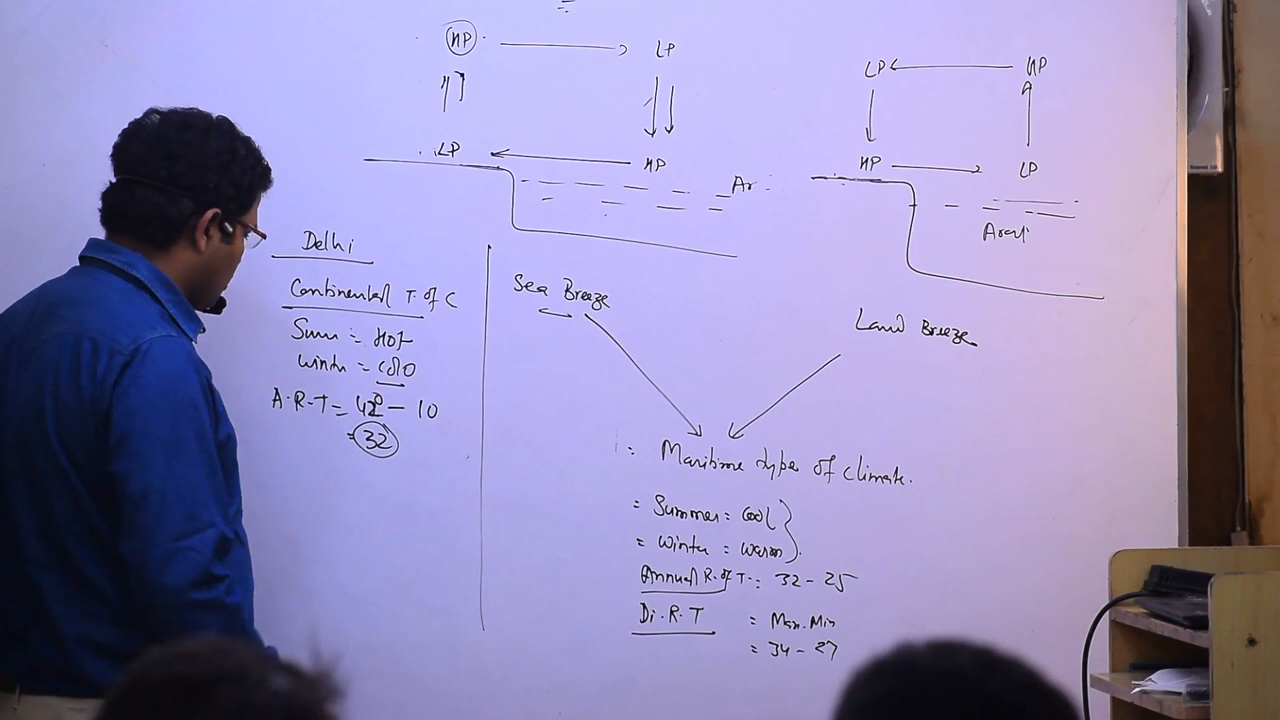 HP LP
LP HP
Ar
LP HP
HP LP
Delhi
Continental T. of C
Sum = Hot
Wintr = cold
A.R.T = 42° - 10
= 32
Sea Breeze
Land Breeze
= Maritime type of climate.
= Summer = Cool
= Winter = Warm
Annual R. of T. = 32 - 25
Di. R. T = Max. Min
= 34 - 27